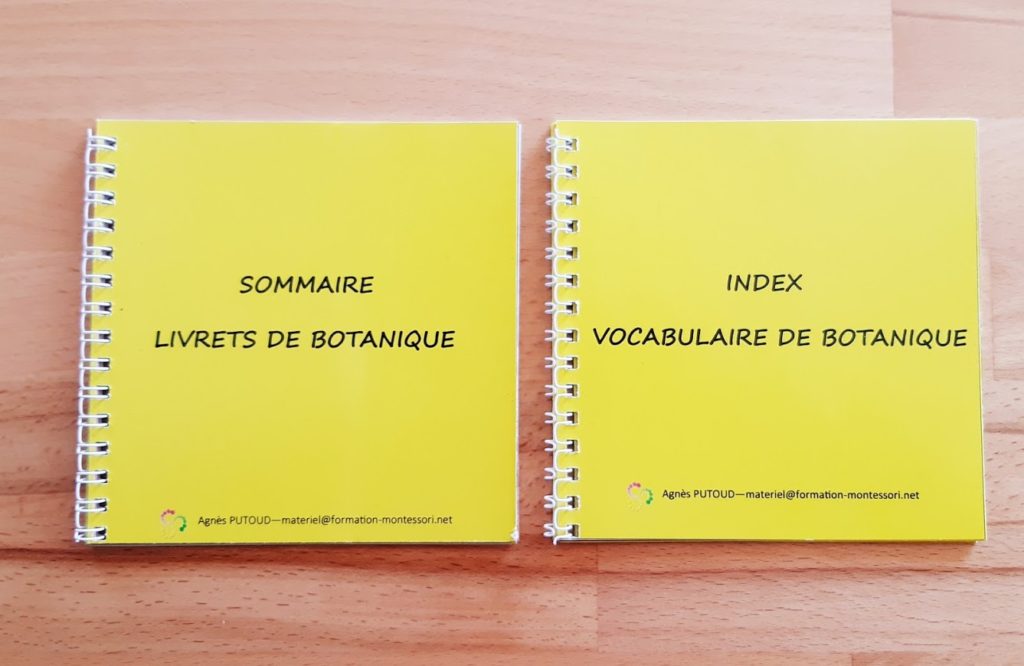 SOMMAIRE
LIVRETS DE BOTANIQUE
Agnès PUTOUD—materiel@formation-montessori.net
INDEX
VOCABULAIRE DE BOTANIQUE
Agnès PUTOUD—materiel@formation-montessori.net